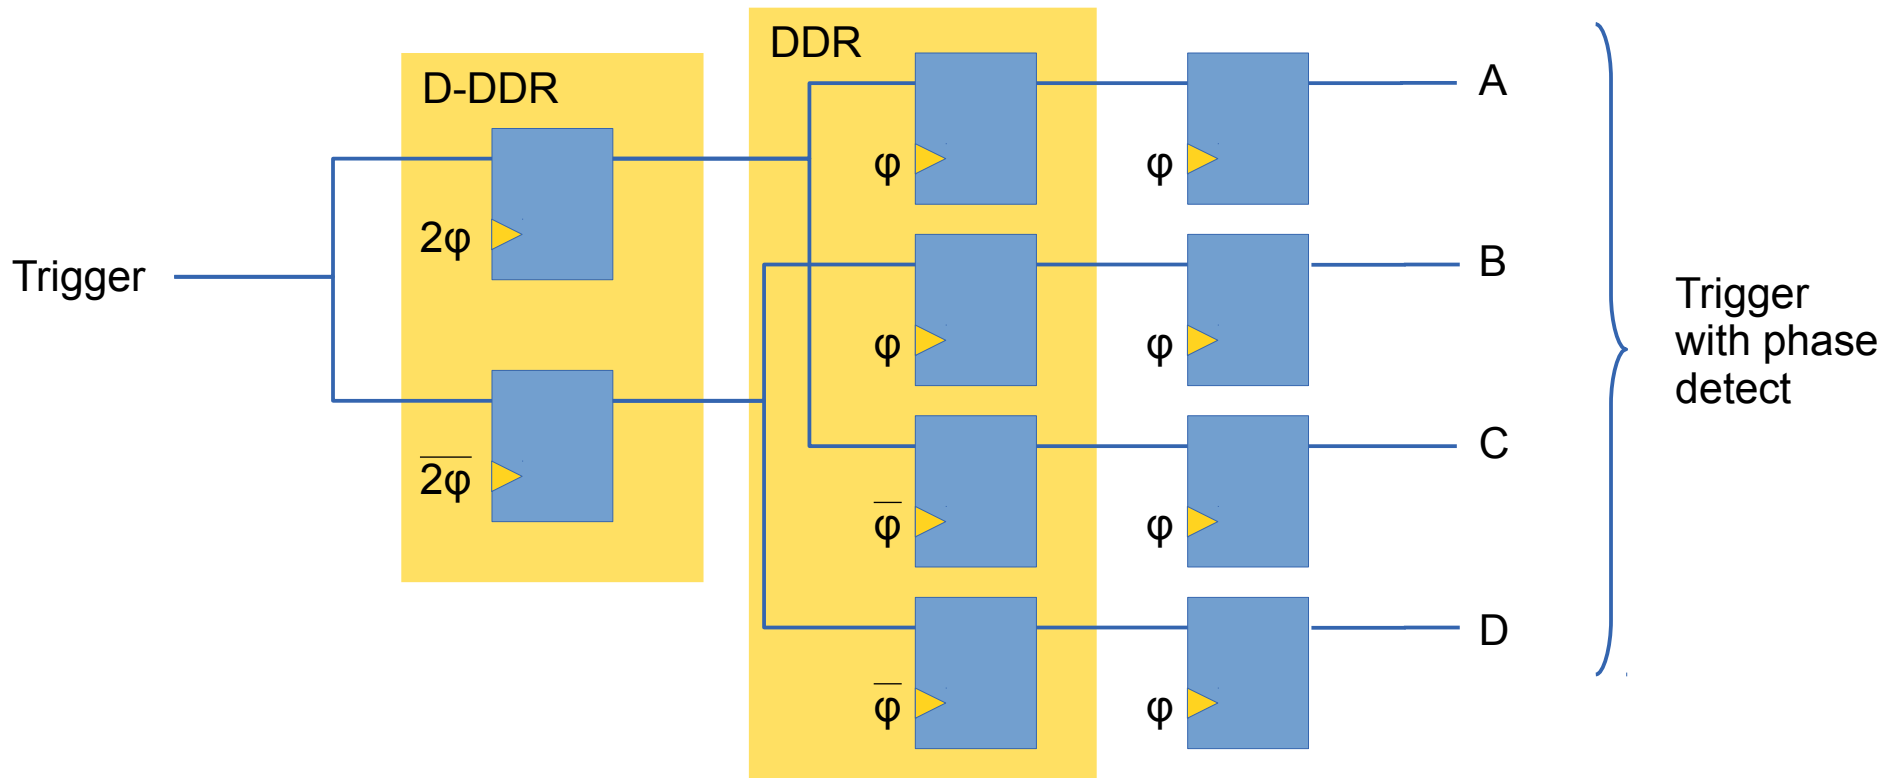 DDR
D-DDR
A
φ
φ
2φ
B
Trigger
Trigger
with phase
detect
φ
φ
C
2φ̅
φ̅
φ
D
φ̅
φ